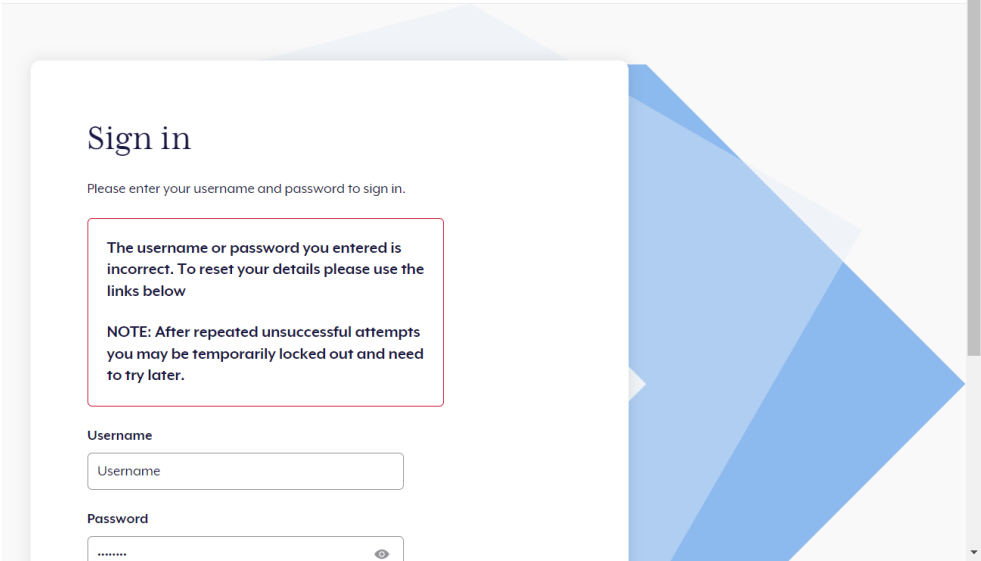 Sign in
Please enter your username and password to sign in.
The username or password you entered is
incorrect. To reset your details please use the
links below
NOTE: After repeated unsuccessful attempts
you may be temporarily locked out and need
to try later.
Username
Username
Password
········